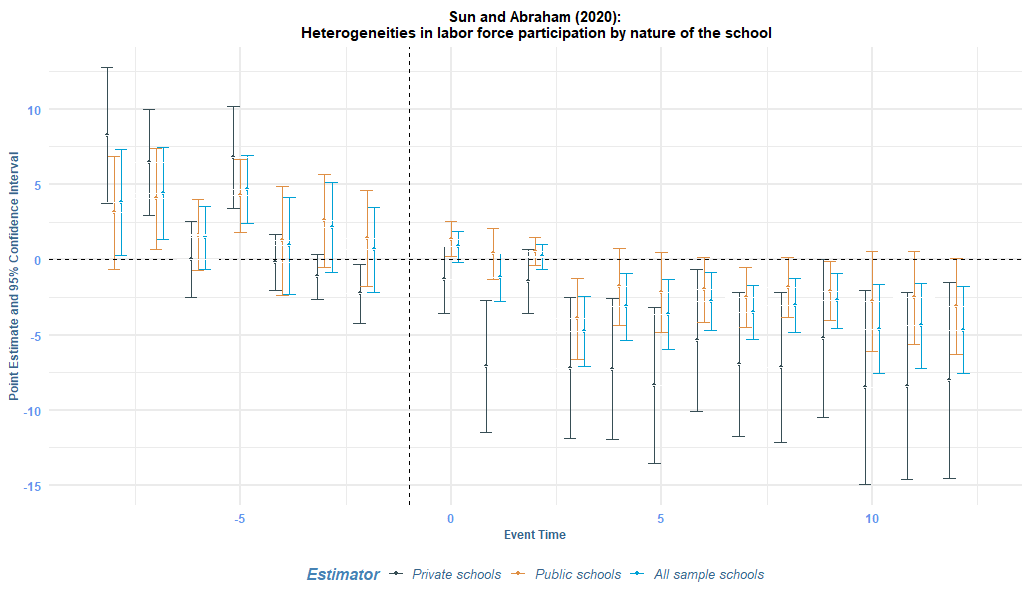 Sun and Abraham (2020):
Heterogeneities in labor force participation by nature of the school
Point Estimate and 95% Confidence Interval
10
5
0
-5
-10
-15
-5
0
5
10
Event Time
Estimator
Private schools
Public schools
All sample schools